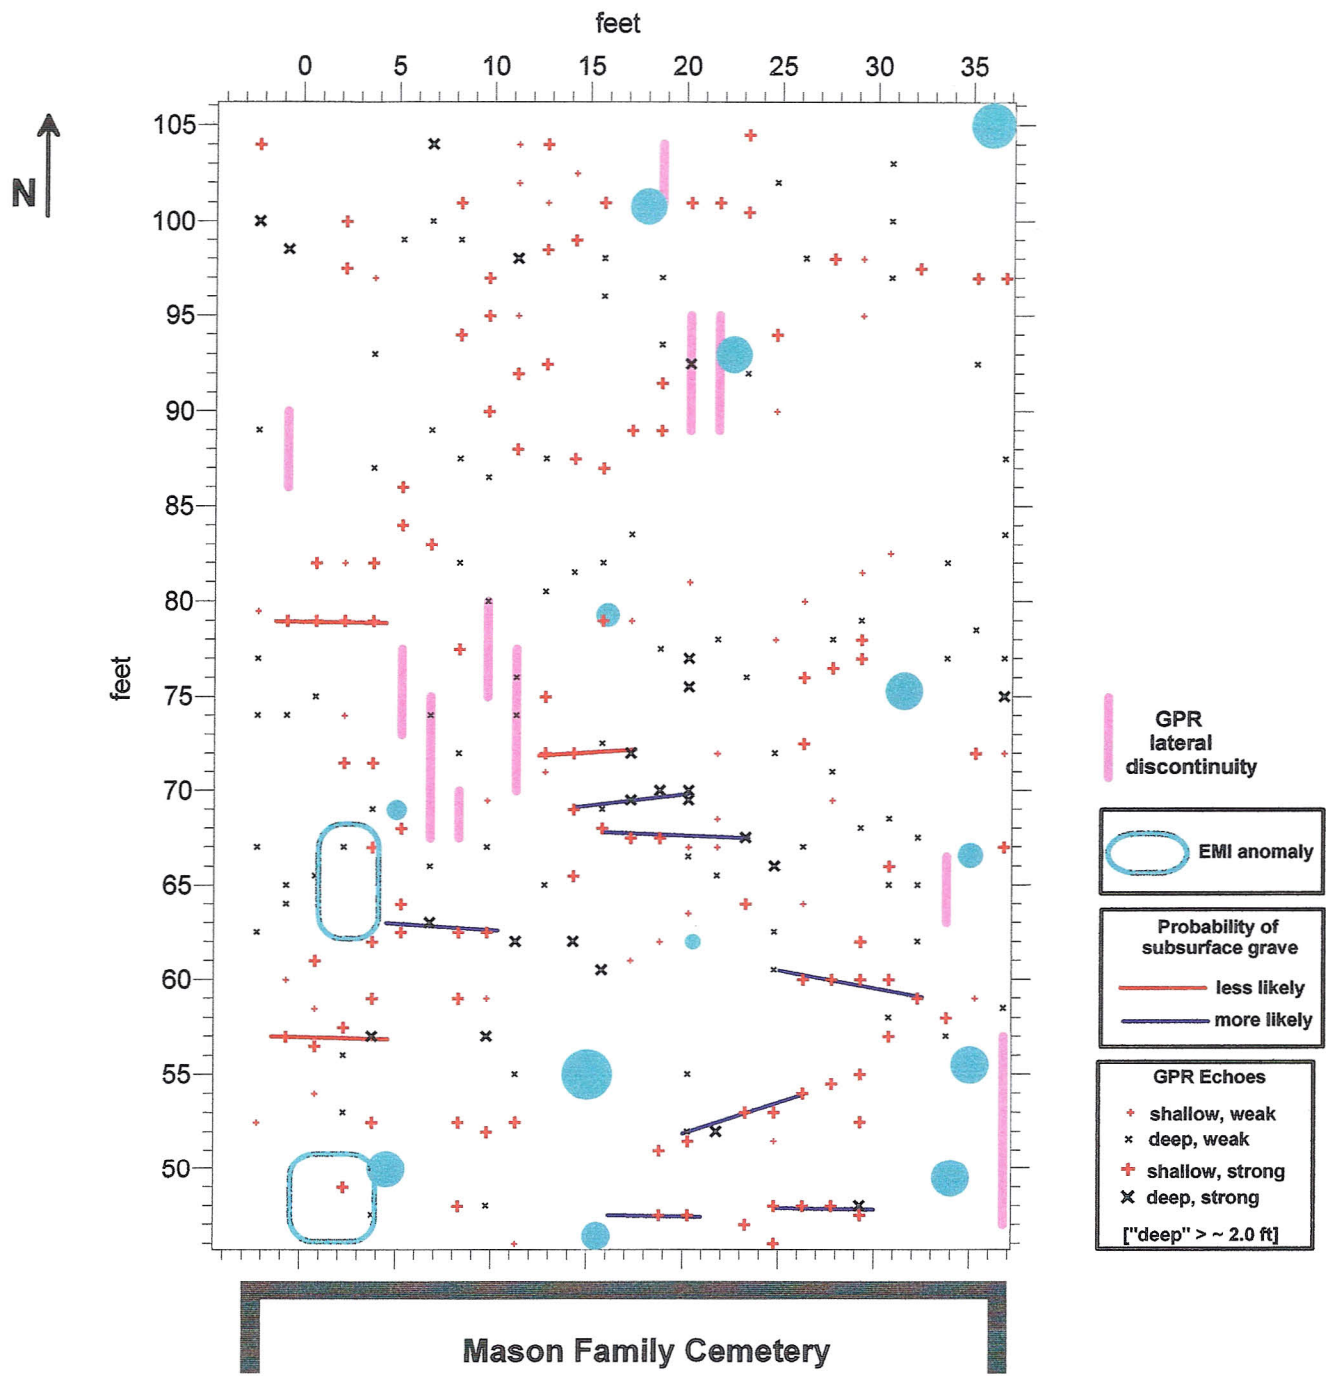 feet
0 5 10 15 20 25 30 35
N
105
100
95
90
85
80
feet
75
70
65
60
55
50
GPR
lateral
discontinuity
EMI anomaly
Probability of
subsurface grave
less likely
more likely
GPR Echoes
shallow, weak
deep, weak
shallow, strong
deep, strong
["deep" > ~ 2.0 ft]
Mason Family Cemetery